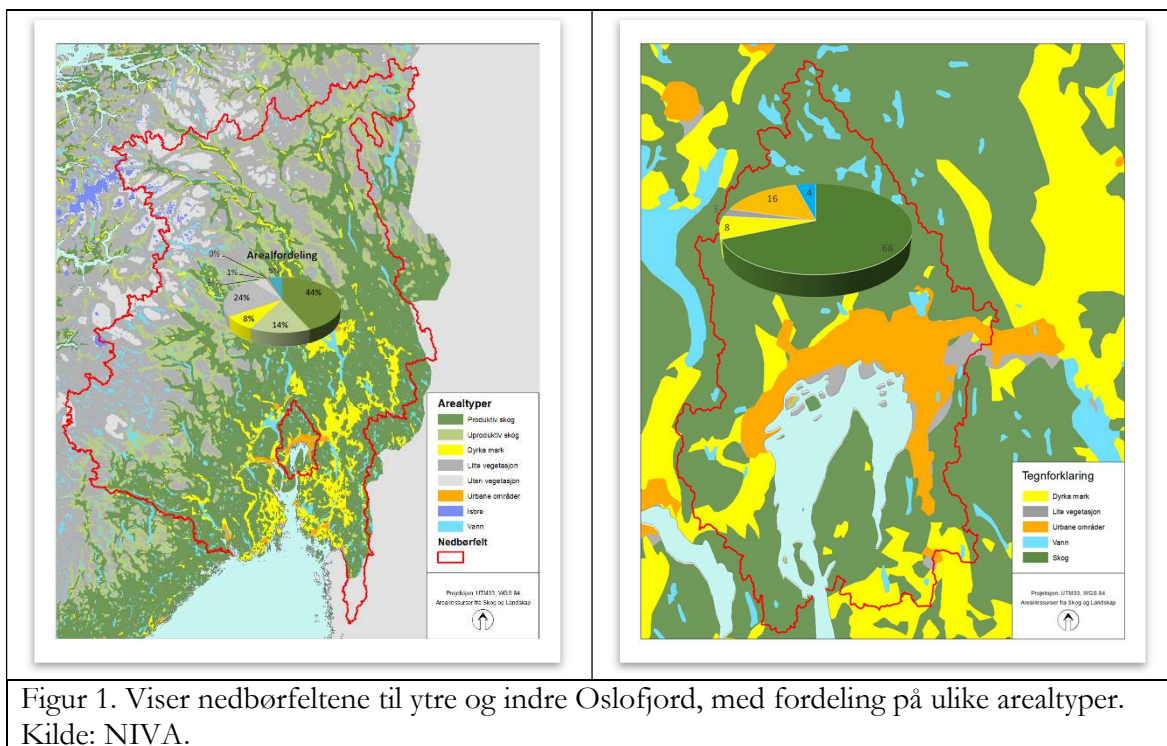 0%
Arealfordeling
1%
5%
44%
24%
8%
14%
Arealtyper
Produktiv skog
Uproduktiv skog
Dyrka mark
Lite vegetasjon
Uten vegetasjon
Urbane områder
Isbre
Vann
Nedbørfelt
Projeksjon: UTM33, WGS 84
Arealressurser fra Skog og Landskap
4
16
3
8
68
Tegnforklaring
Dyrka mark
Lite vegetasjon
Urbane områder
Vann
Skog
Projeksjon: UTM33, WGS 84
Arealressurser fra Skog og Landskap
Figur 1. Viser nedbørfeltene til ytre og indre Oslofjord, med fordeling på ulike arealtyper.
Kilde: NIVA.